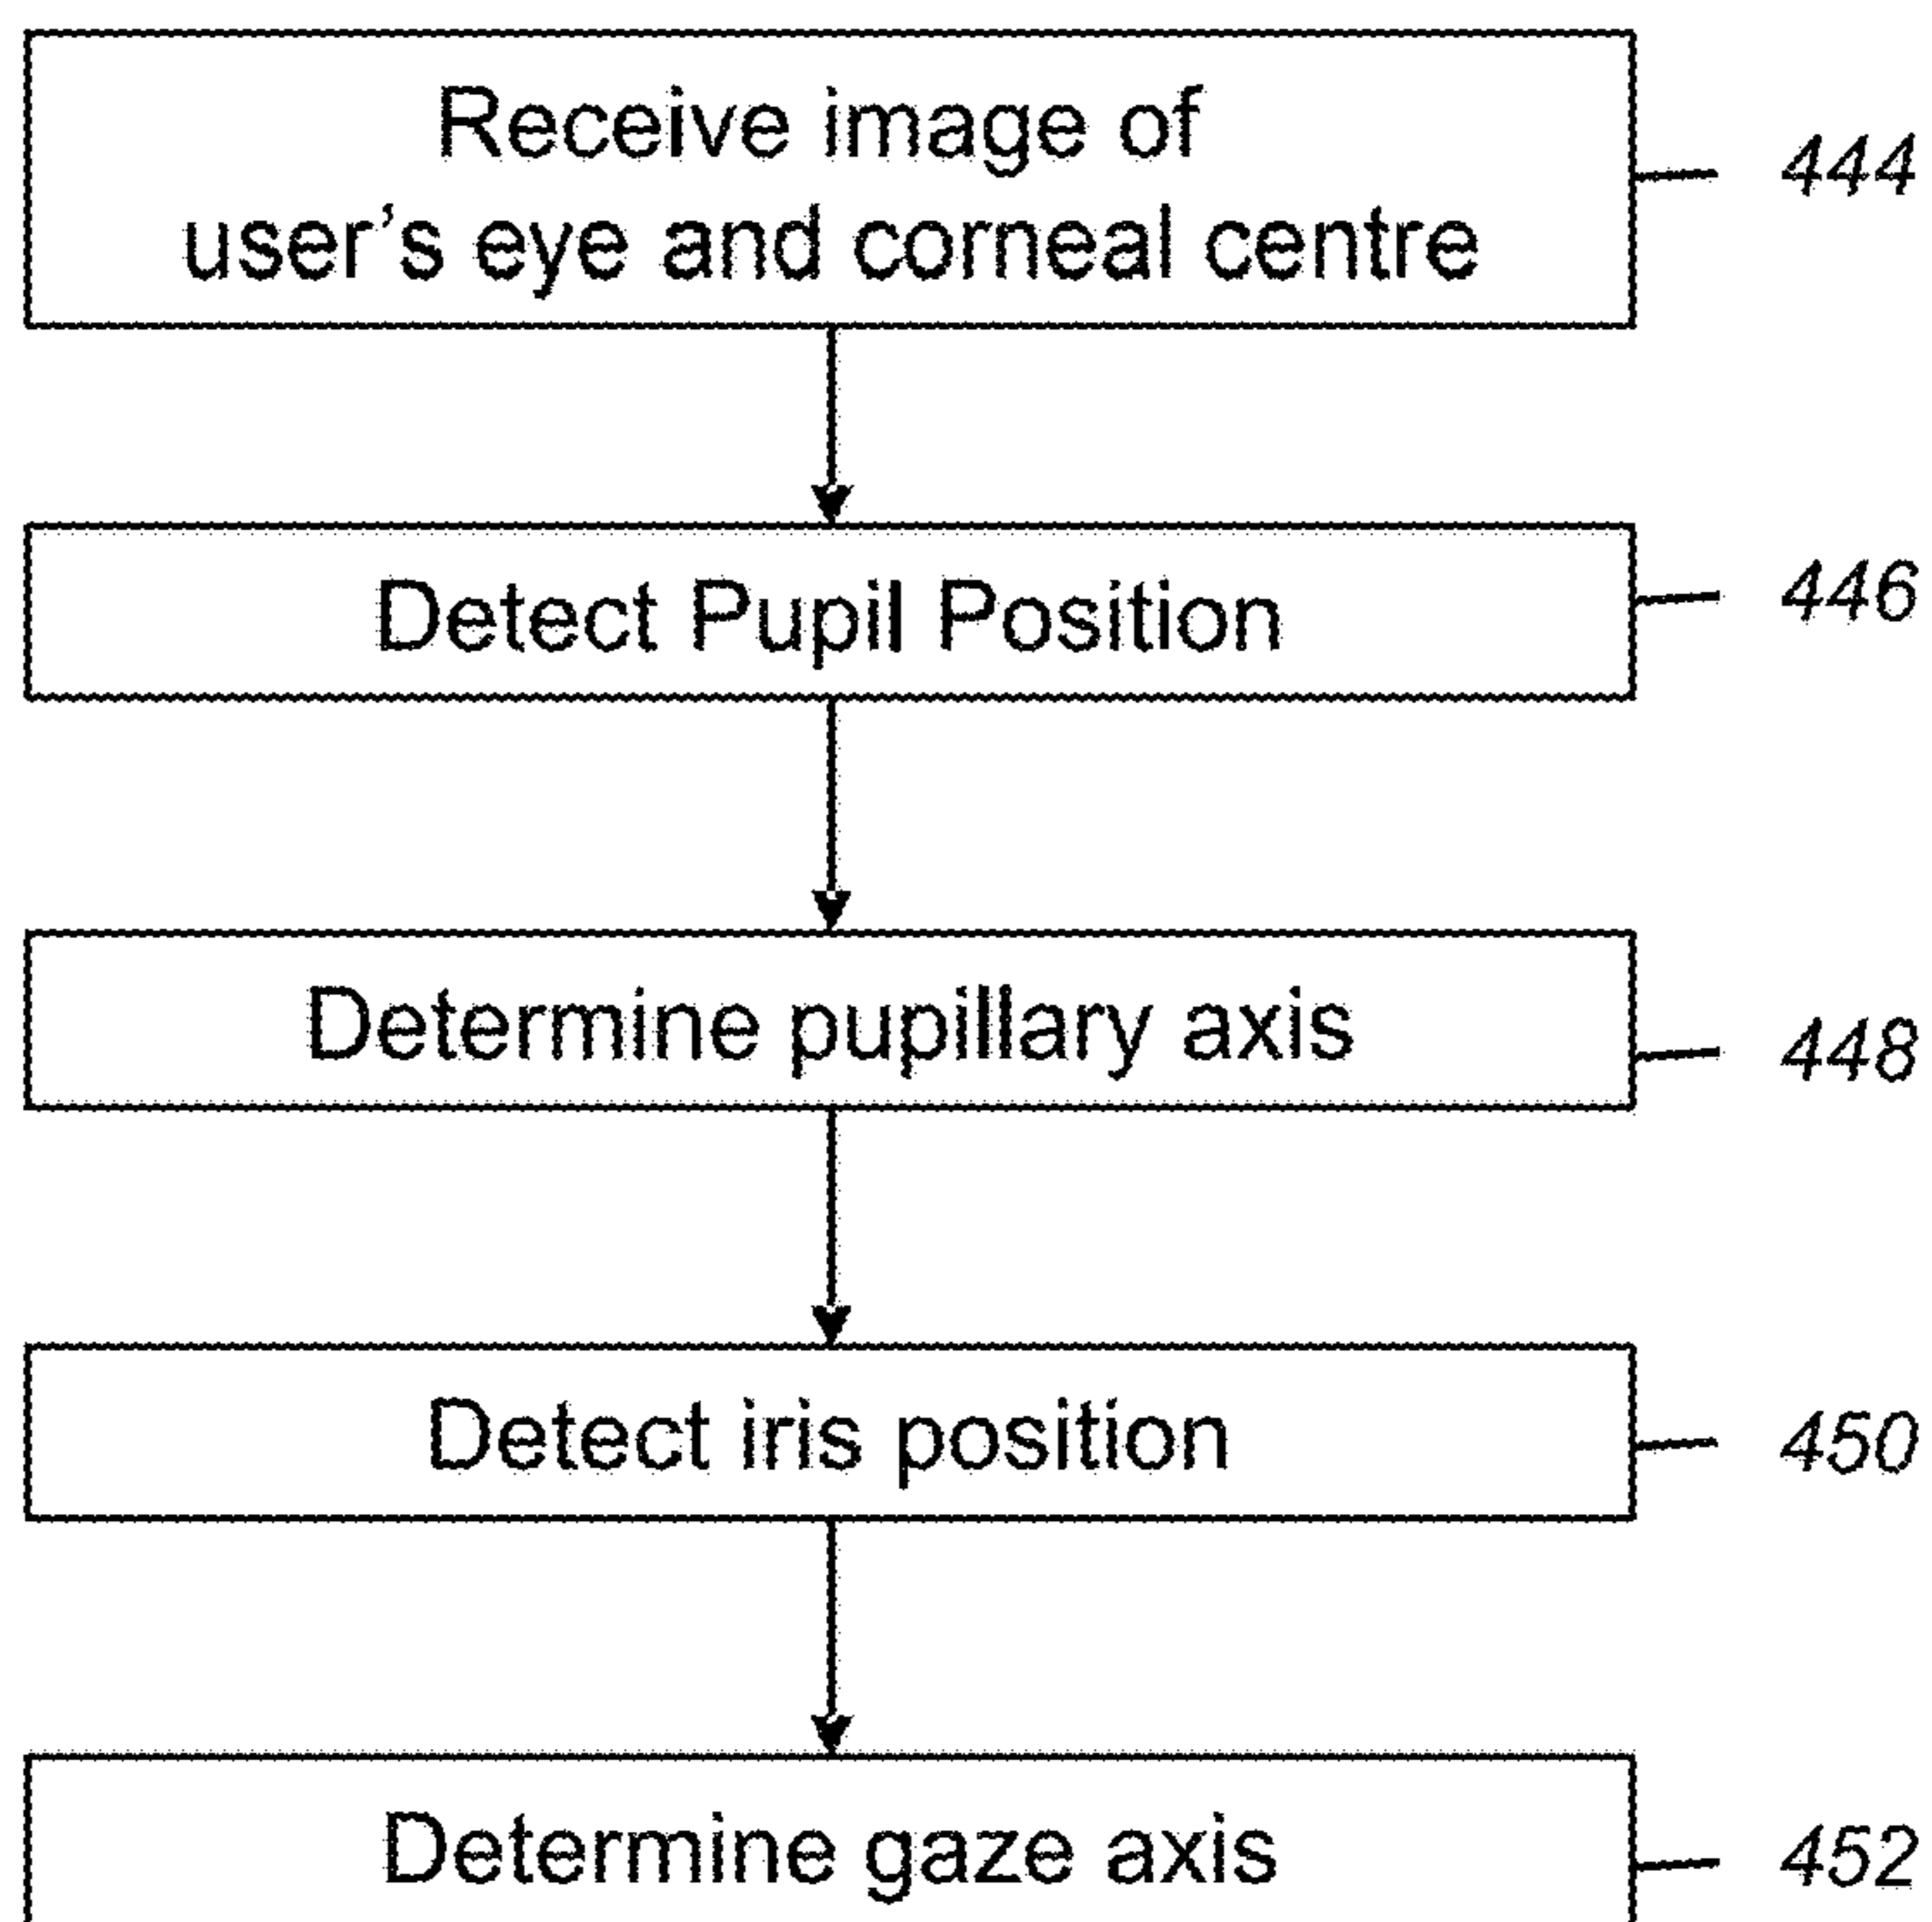 Receive image of
user's eye and corneal centre
444
Detect Pupil Position
446
Determine pupillary axis
448
Detect iris position
450
Determine gaze axis
452